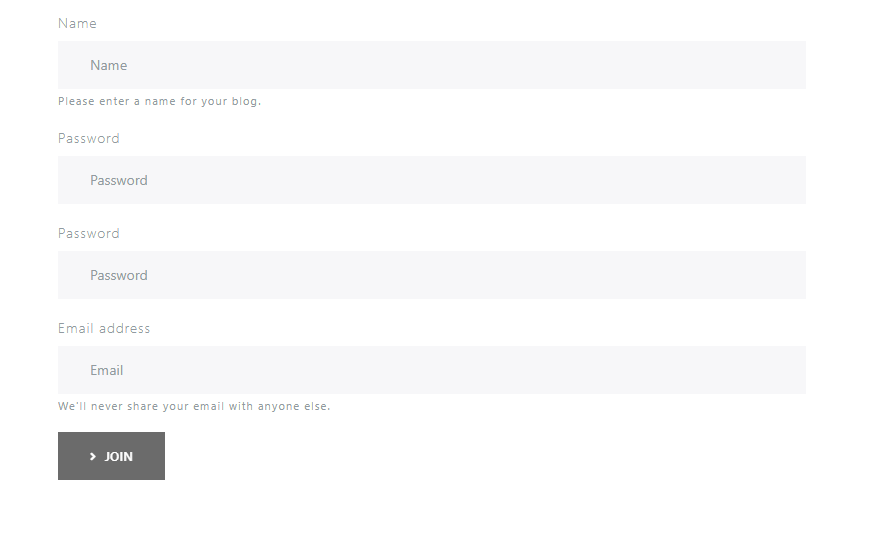 Name
Name
Please enter a name for your blog.
Password
Password
Password
Password
Email address
Email
We'll never share your email with anyone else.
JOIN